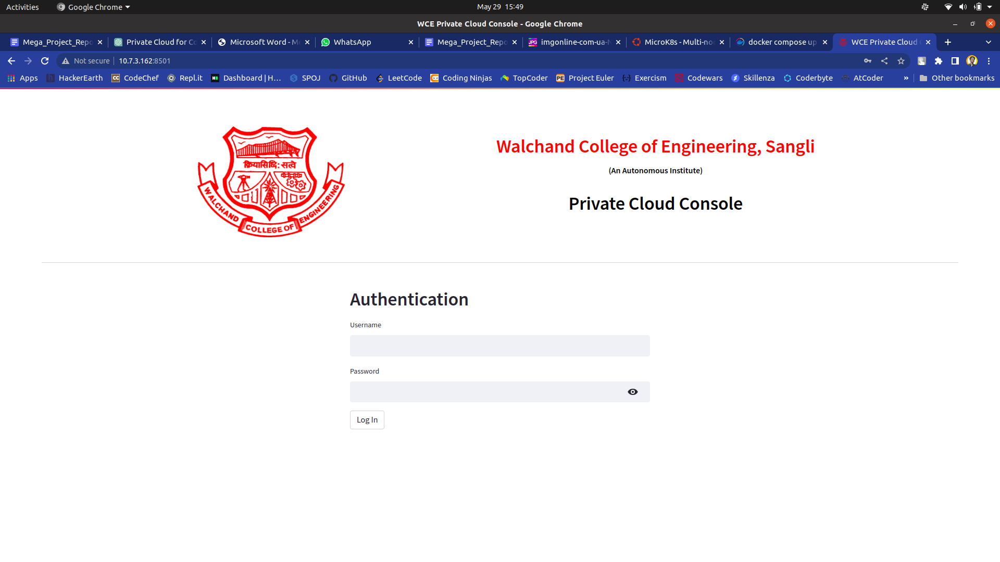 Activities Google Chrome May 29 15:49
WCE Private Cloud Console - Google Chrome
Mega_Project_Repo Private Cloud for Co Microsoft Word - M WhatsApp Mega_Project_Repo imgonline-com-ua-N MicroK8s - Multi-no docker compose up WCE Private Cloud
Not secure 10.7.3.162:8501
Apps HackerEarth CodeChef Repl.it Dashboard | H... SPOJ GitHub LeetCode Coding Ninjas TopCoder Project Euler Exercism Codewars Skillenza Coderbyte AtCoder » Other bookmarks
क्रियासिध्दि: सत्वे
WALCHAND COLLEGE OF ENGINEERING
Walchand College of Engineering, Sangli
(An Autonomous Institute)
Private Cloud Console
Authentication
Username
Password
Log In